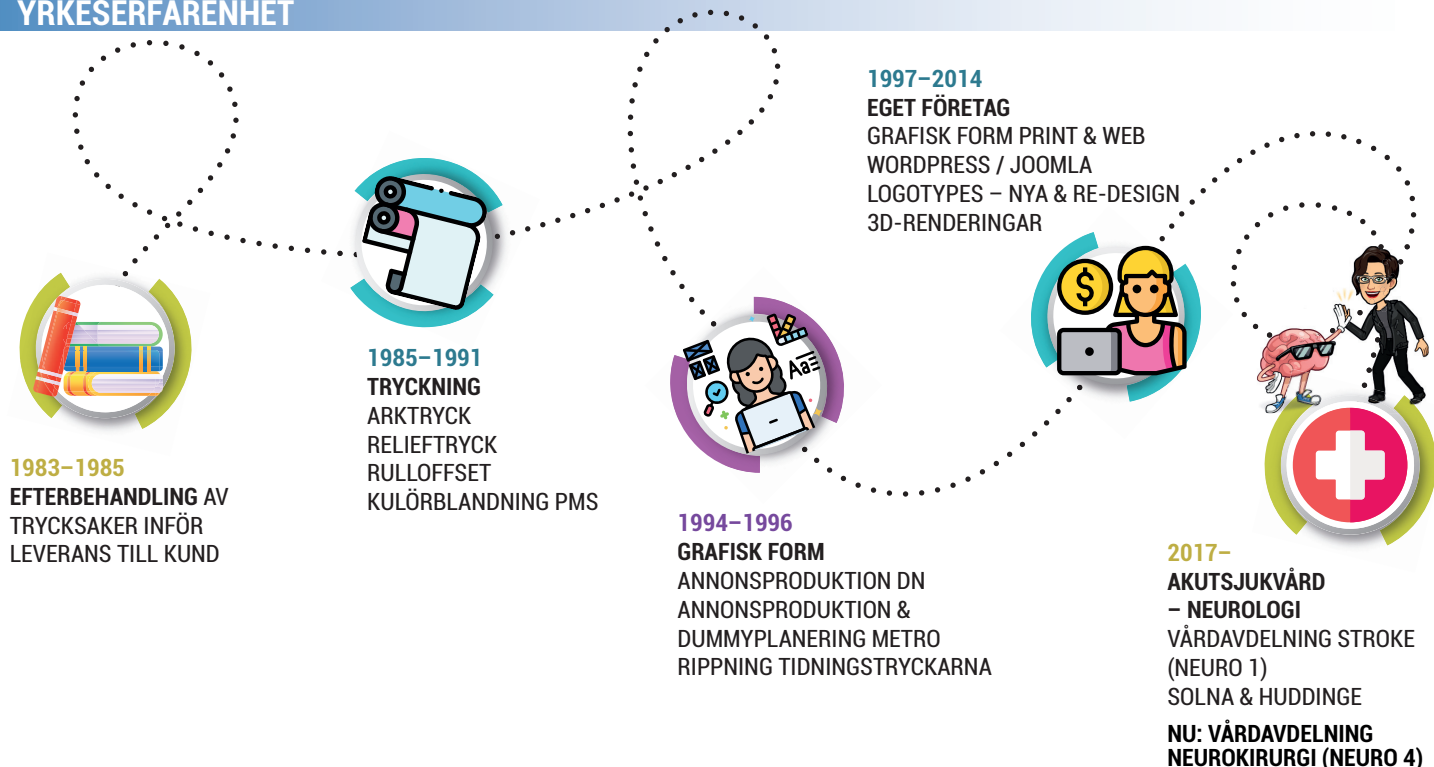 YRKESERFARENHET
1983–1985
EFTERBEHANDLING AV
TRYCKSAKER INFÖR
LEVERANS TILL KUND
1985–1991
TRYCKNING
ARKTRYCK
RELIEFTRYCK
RULLOFFSET
KULÖRBLANDNING PMS
Aa
1994–1996
GRAFISK FORM
ANNONSPRODUKTION DN
ANNONSPRODUKTION &
DUMMYPLANERING METRO
RIPPNING TIDNINGSTRYCKARNA
1997–2014
EGET FÖRETAG
GRAFISK FORM PRINT & WEB
WORDPRESS / JOOMLA
LOGOTYPES – NYA & RE-DESIGN
3D-RENDERINGAR
$
2017–
AKUTSJUKVÅRD
– NEUROLOGI
VÅRDAVDELNING STROKE
(NEURO 1)
SOLNA & HUDDINGE
NU: VÅRDAVDELNING
NEUROKIRURGI (NEURO 4)